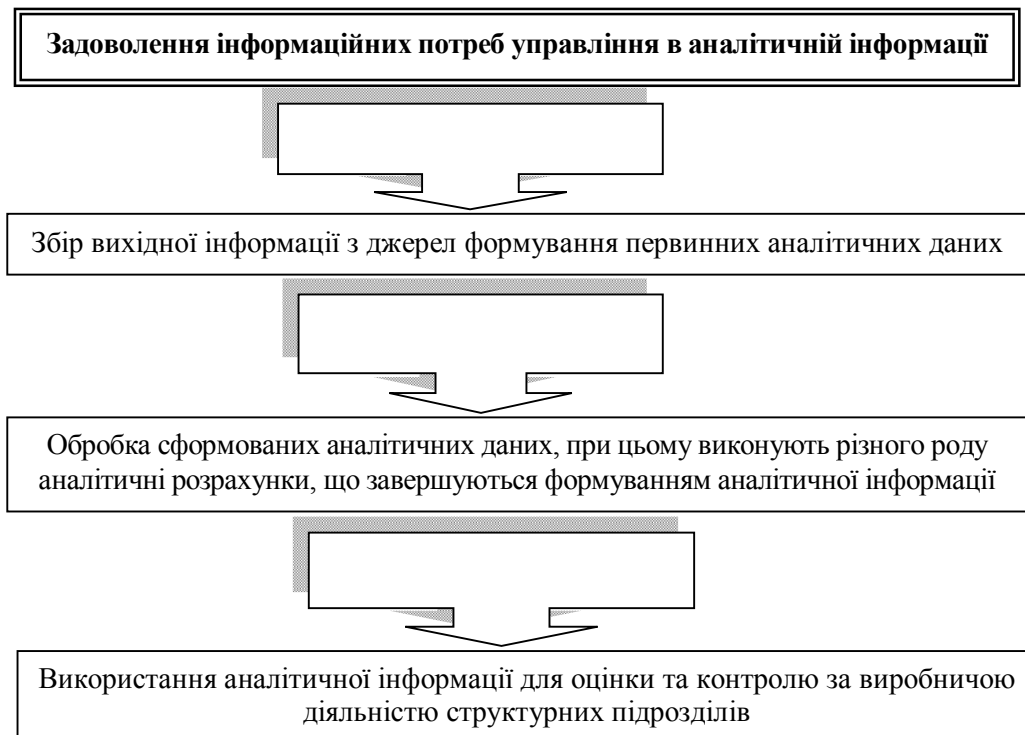 Задоволення інформаційних потреб управління в аналітичній інформації
Збір вихідної інформації з джерел формування первинних аналітичних даних
Обробка сформованих аналітичних даних, при цьому виконують різного роду
аналітичні розрахунки, що завершуються формуванням аналітичної інформації
Використання аналітичної інформації для оцінки та контролю за виробничою
діяльністю структурних підрозділів